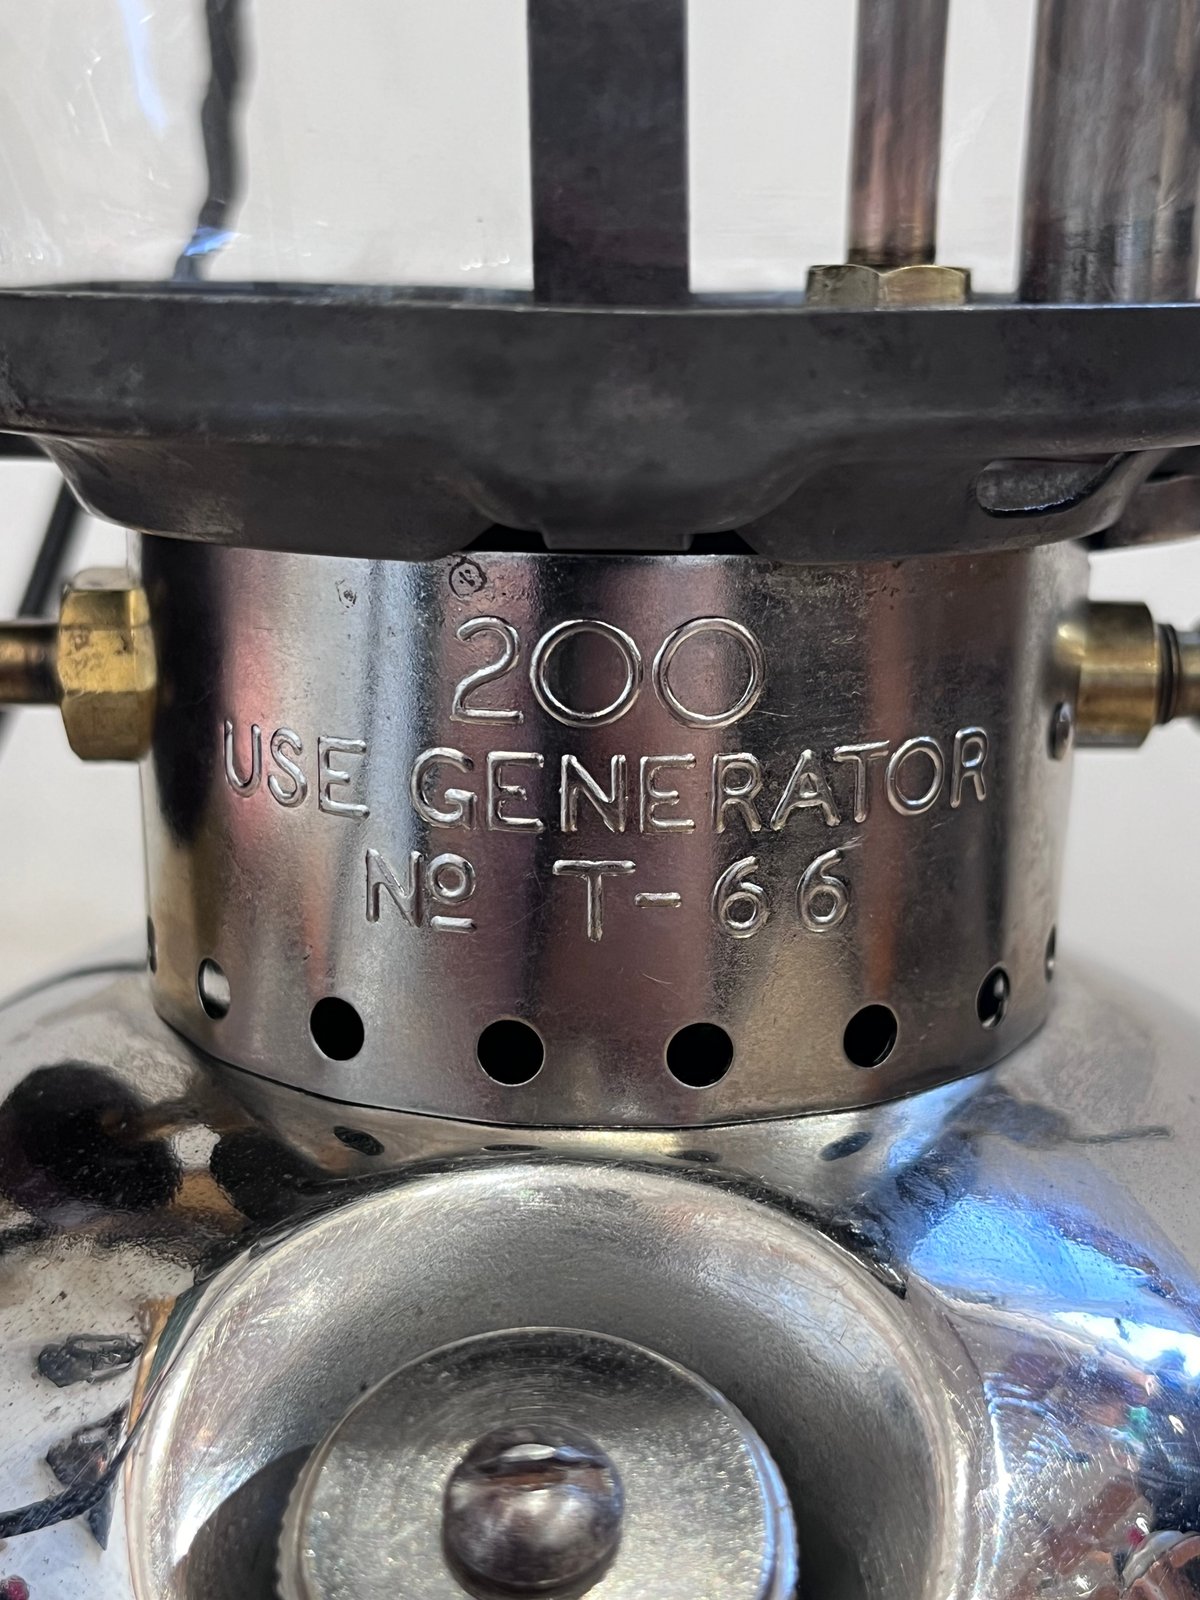 200
USE GENERATOR
Nº T-66